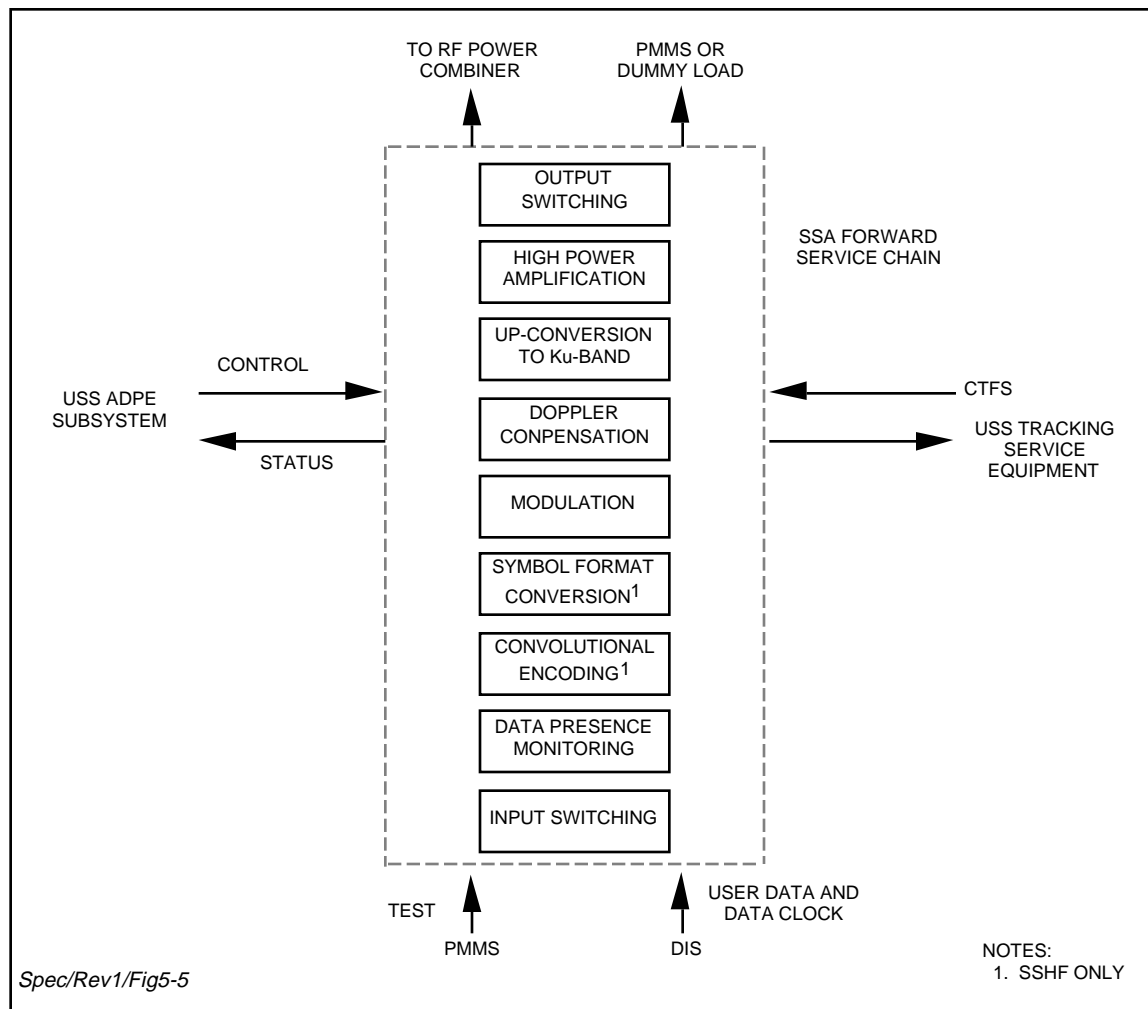 TO RF POWER
COMBINER
PMMS OR
DUMMY LOAD
OUTPUT
SWITCHING
SSA FORWARD
SERVICE CHAIN
HIGH POWER
AMPLIFICATION
UP-CONVERSION
TO Ku-BAND
CONTROL
USS ADPE
SUBSYSTEM
STATUS
CTFS
USS TRACKING
SERVICE
EQUIPMENT
DOPPLER
CONPENSATION
MODULATION
SYMBOL FORMAT
CONVERSION1
CONVOLUTIONAL
ENCODING1
DATA PRESENCE
MONITORING
INPUT SWITCHING
TEST
PMMS
USER DATA AND
DATA CLOCK
DIS
NOTES:
1. SSHF ONLY
Spec/Rev1/Fig5-5